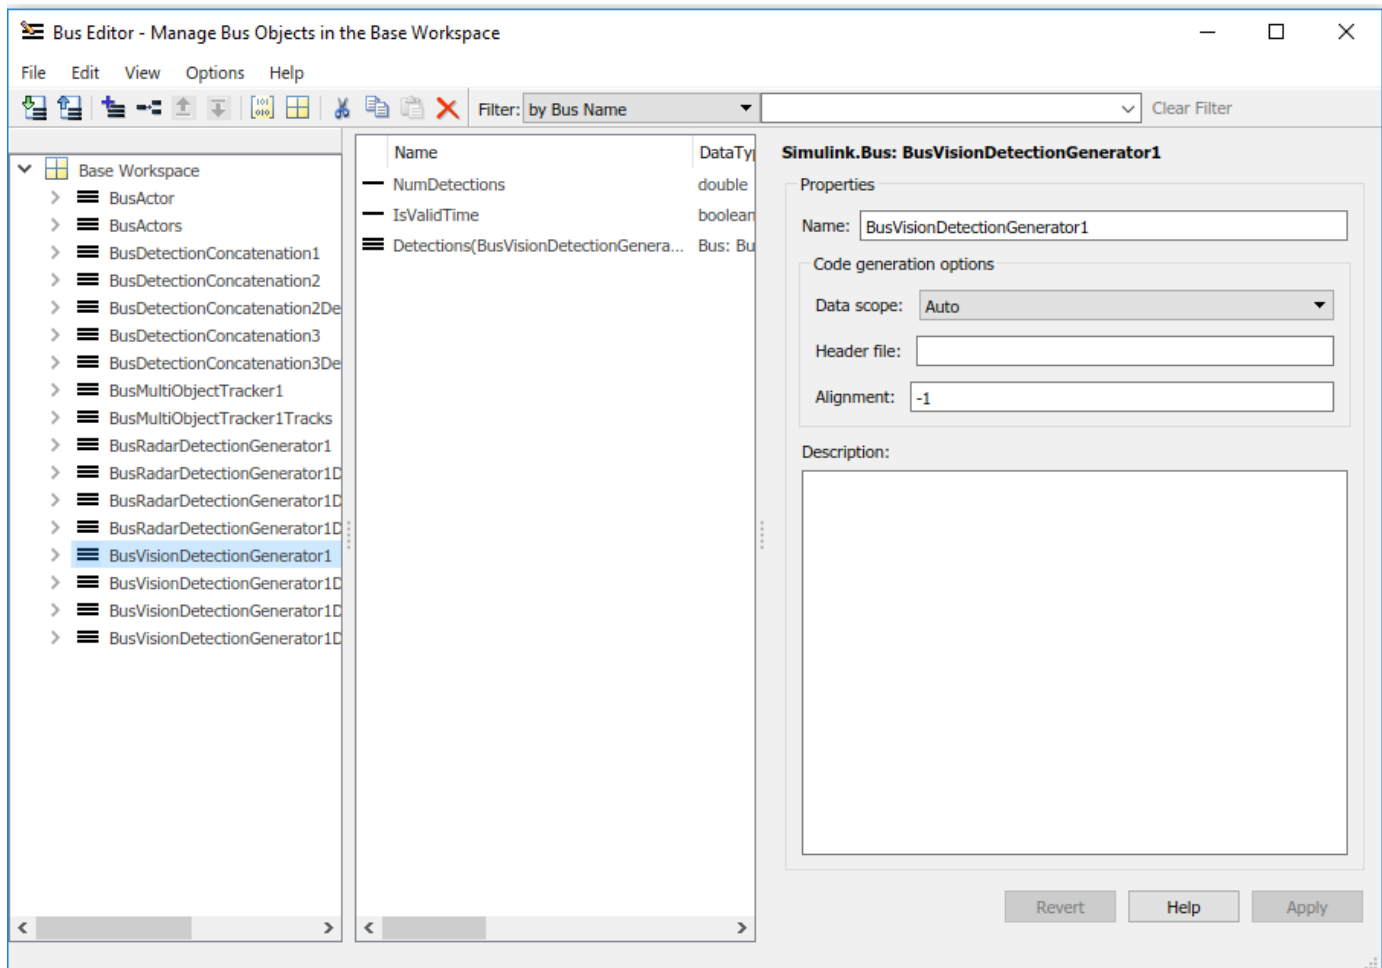 Bus Editor - Manage Bus Objects in the Base Workspace
File Edit View Options Help
Filter: by Bus Name Clear Filter
Base Workspace
BusActor
BusActors
BusDetectionConcatenation1
BusDetectionConcatenation2
BusDetectionConcatenation2De
BusDetectionConcatenation3
BusDetectionConcatenation3De
BusMultiObjectTracker1
BusMultiObjectTracker1Tracks
BusRadarDetectionGenerator1
BusRadarDetectionGenerator1D
BusRadarDetectionGenerator1D
BusRadarDetectionGenerator1D
BusVisionDetectionGenerator1
BusVisionDetectionGenerator1D
BusVisionDetectionGenerator1D
BusVisionDetectionGenerator1D
Name DataTy
NumDetections double
IsValidTime boolean
Detections(BusVisionDetectionGenera... Bus: Bu
Simulink.Bus: BusVisionDetectionGenerator1
Properties
Name: BusVisionDetectionGenerator1
Code generation options
Data scope: Auto
Header file:
Alignment: -1
Description:
Revert Help Apply